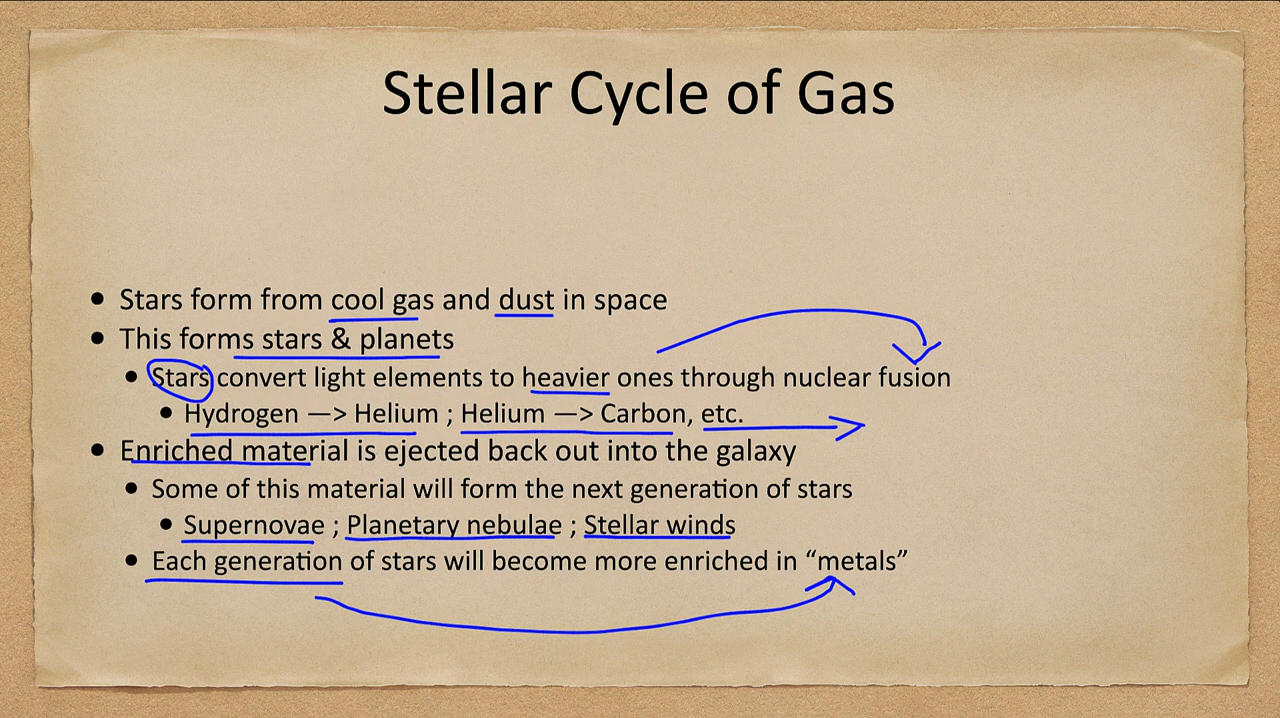 Stellar Cycle of Gas
• Stars form from cool gas and dust in space
• This forms stars & planets
• Stars convert light elements to heavier ones through nuclear fusion
• Hydrogen —> Helium ; Helium —> Carbon, etc.
• Enriched material is ejected back out into the galaxy
• Some of this material will form the next generation of stars
• Supernovae ; Planetary nebulae ; Stellar winds
• Each generation of stars will become more enriched in “metals”